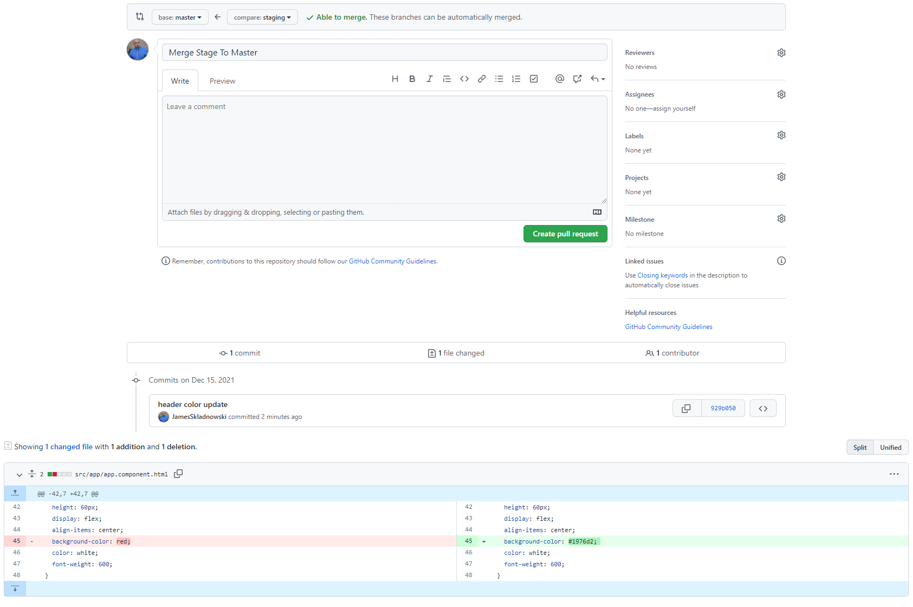 base: master compare: staging Able to merge. These branches can be automatically merged.
Merge Stage To Master
Write Preview
Leave a comment
Attach files by dragging & dropping, selecting or pasting them.
Create pull request
Remember, contributions to this repository should follow our GitHub Community Guidelines.
Reviewers
No reviews
Assignees
No one—assign yourself
Labels
None yet
Projects
None yet
Milestone
No milestone
Linked issues
Use Closing keywords in the description to
automatically close issues
Helpful resources
GitHub Community Guidelines
1 commit 1 file changed 1 contributor
Commits on Dec 15, 2021
header color update
JamesSkladnowski committed 2 minutes ago 929b050
Showing 1 changed file with 1 addition and 1 deletion. Split Unified
2 src/app/app.component.html
@@ -42,7 +42,7 @@
42 height: 60px; 42 height: 60px;
43 display: flex; 43 display: flex;
44 align-items: center; 44 align-items: center;
45 - background-color: red; 45 + background-color: #1976d2;
46 color: white; 46 color: white;
47 font-weight: 600; 47 font-weight: 600;
48 } 48 }